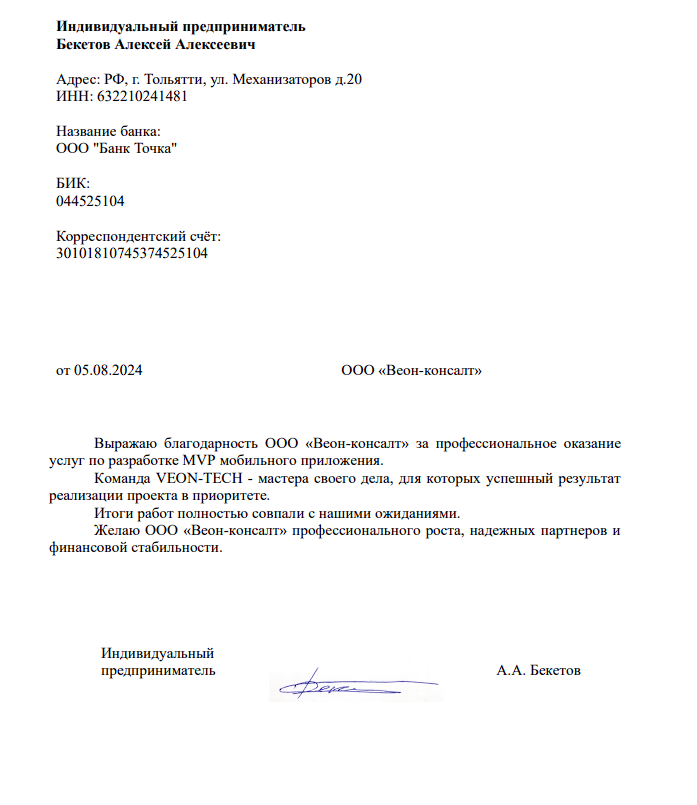 Индивидуальный предприниматель
Бекетов Алексей Алексеевич
Адрес: РФ, г. Тольятти, ул. Механизаторов д.20
ИНН: 632210241481
Название банка:
ООО "Банк Точка"
БИК:
044525104
Корреспондентский счёт:
30101810745374525104
от 05.08.2024 ООО «Веон-консалт»
Выражаю благодарность ООО «Веон-консалт» за профессиональное оказание
услуг по разработке MVP мобильного приложения.
Команда VEON-TECH - мастера своего дела, для которых успешный результат
реализации проекта в приоритете.
Итоги работ полностью совпали с нашими ожиданиями.
Желаю ООО «Веон-консалт» профессионального роста, надежных партнеров и
финансовой стабильности.
Индивидуальный
предприниматель А.А. Бекетов